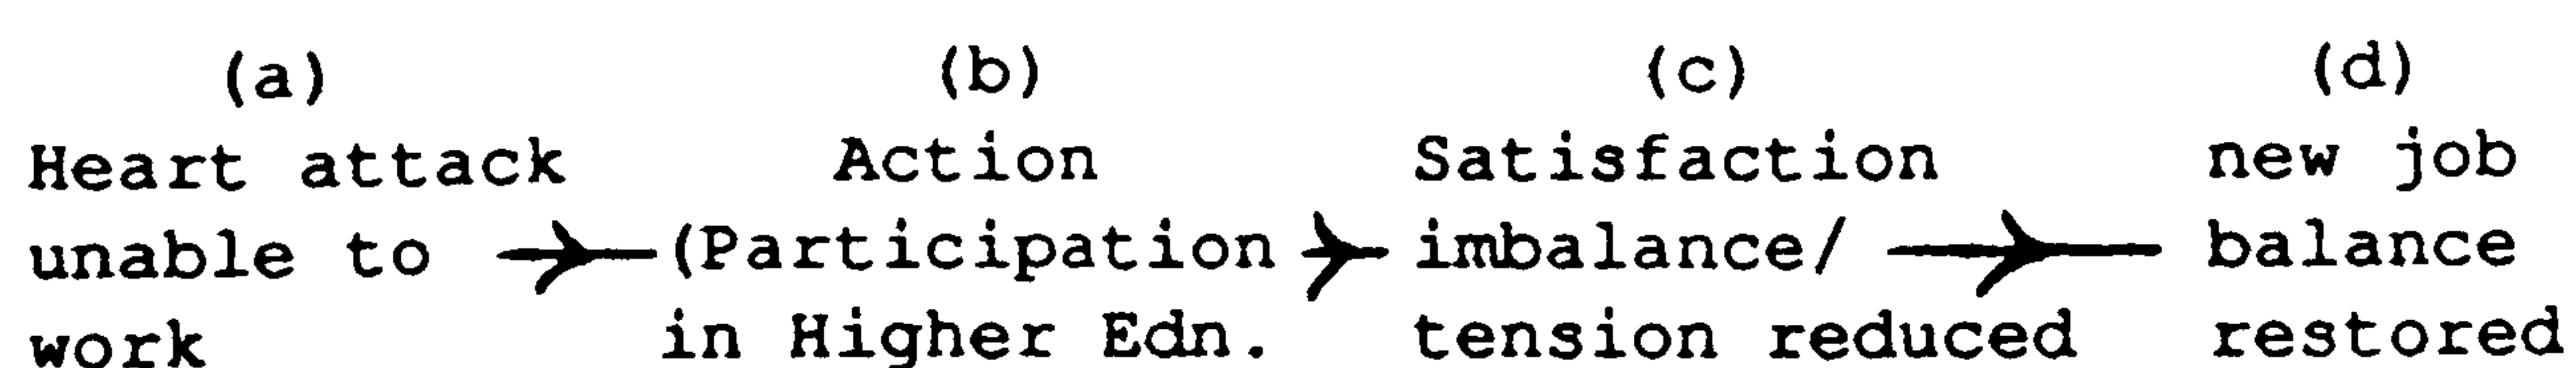 (a) (b) (c) (d)
Heart attack Action Satisfaction new job
unable to (Participation imbalance/ balance
work in Higher Edn. tension reduced restored